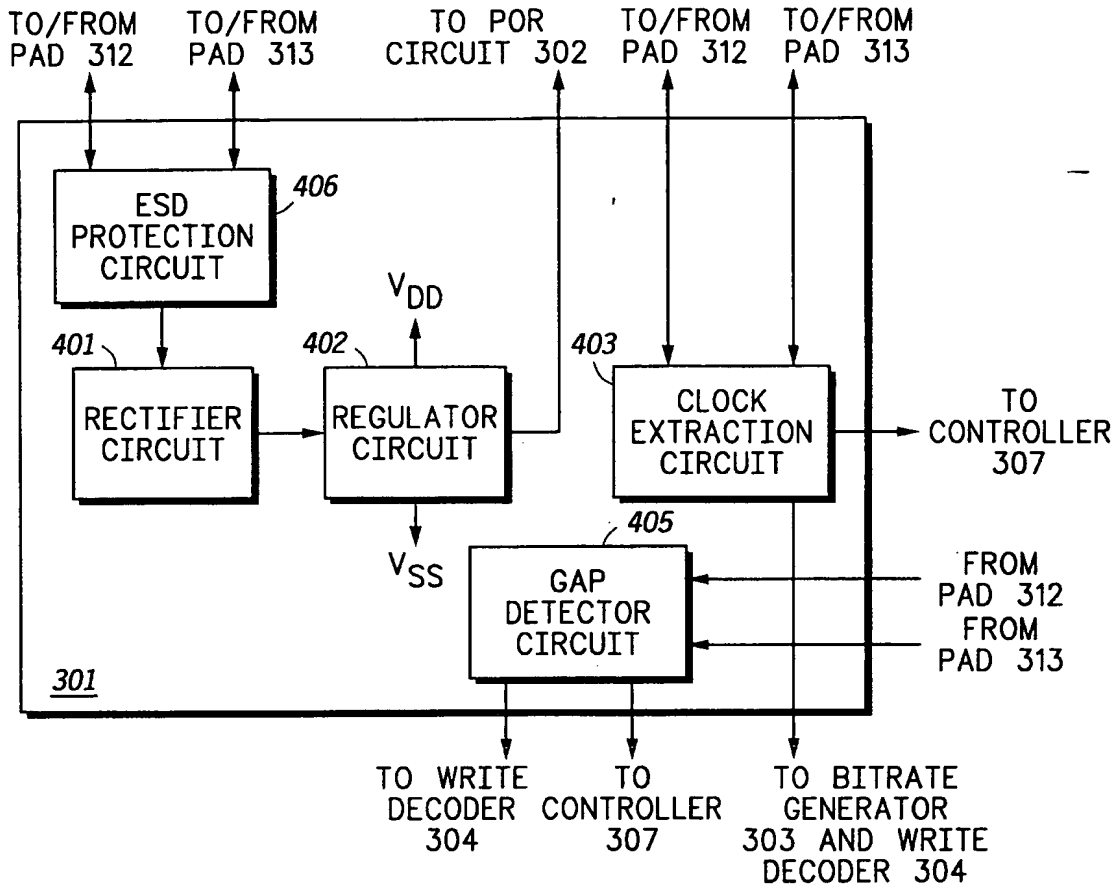 TO/FROM
PAD 312
TO/FROM
PAD 313
TO POR
CIRCUIT 302
TO/FROM
PAD 312
TO/FROM
PAD 313
ESD
PROTECTION
CIRCUIT
406
401
RECTIFIER
CIRCUIT
VDD
402
REGULATOR
CIRCUIT
VSS
403
CLOCK
EXTRACTION
CIRCUIT
TO
CONTROLLER
307
405
GAP
DETECTOR
CIRCUIT
FROM
PAD 312
FROM
PAD 313
301
TO WRITE
DECODER
304
TO
CONTROLLER
307
TO BITRATE
GENERATOR
303 AND WRITE
DECODER 304